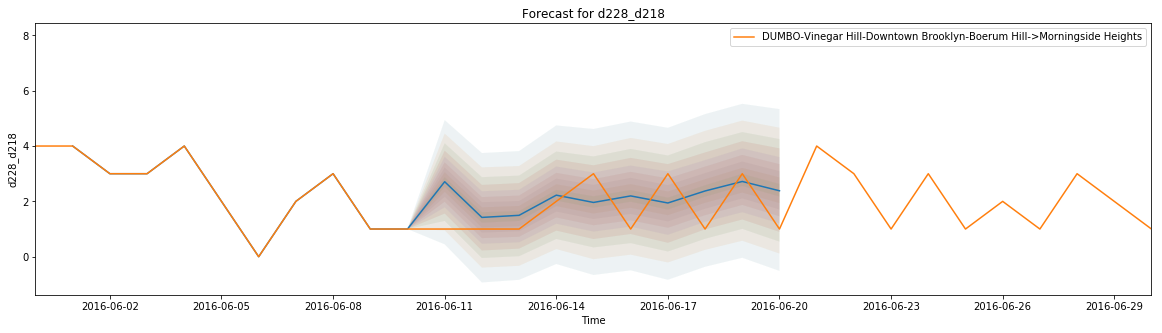 Forecast for d228_d218
DUMBO-Vinegar Hill-Downtown Brooklyn-Boerum Hill->Morningside Heights
d228_d218
8
6
4
2
0
2016-06-02 2016-06-05 2016-06-08 2016-06-11 2016-06-14 2016-06-17 2016-06-20 2016-06-23 2016-06-26 2016-06-29
Time